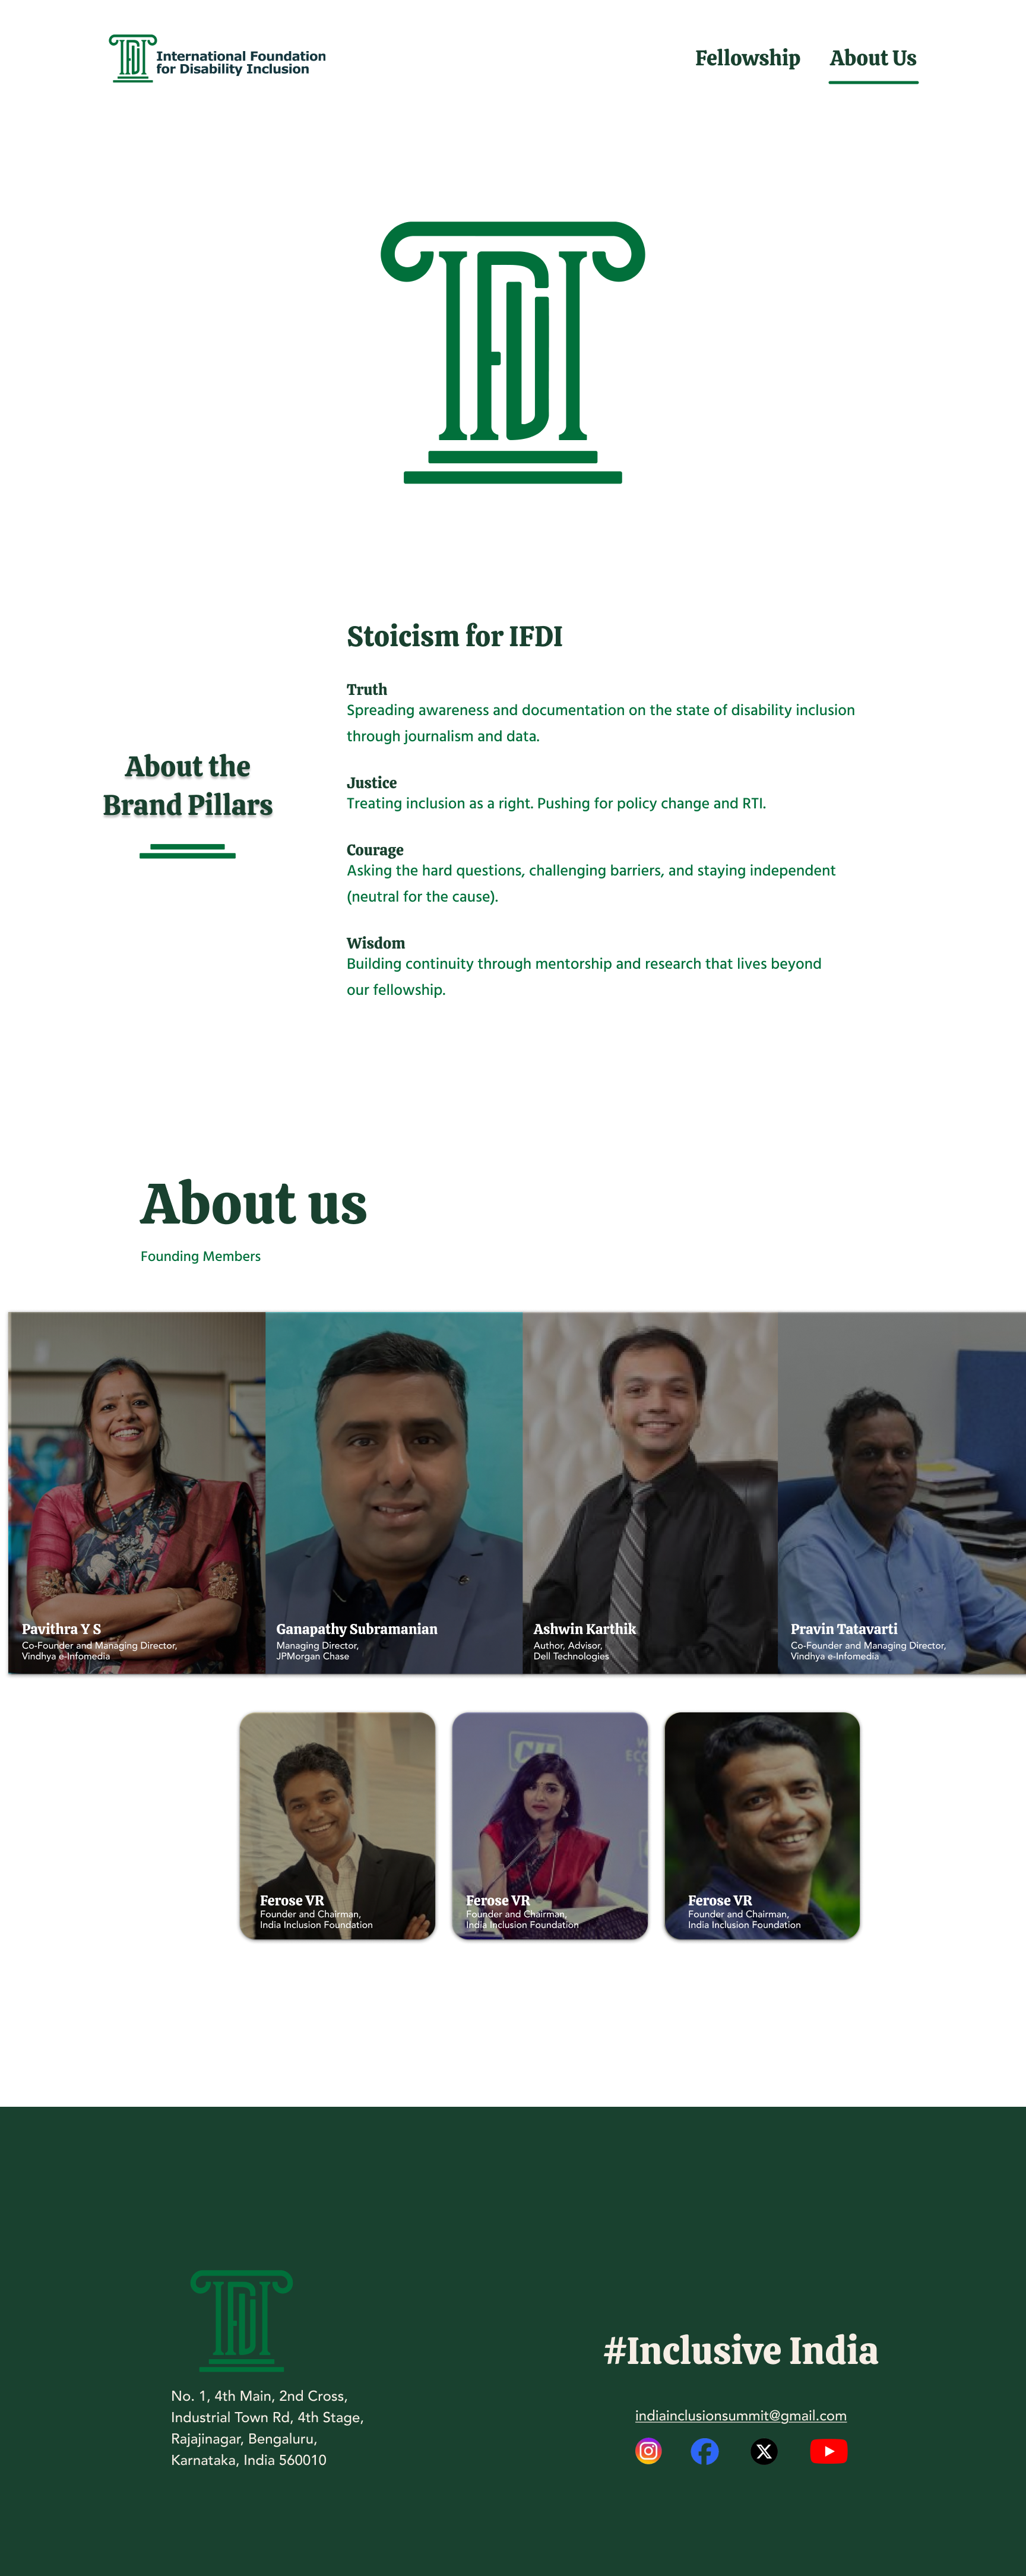 International Foundation
for Disability Inclusion
Fellowship
About Us
IFDI
Stoicism for IFDI
Truth
Spreading awareness and documentation on the state of disability inclusion
through journalism and data.
About the
Brand Pillars
Justice
Treating inclusion as a right. Pushing for policy change and RTI.
Courage
Asking the hard questions, challenging barriers, and staying independent
(neutral for the cause).
Wisdom
Building continuity through mentorship and research that lives beyond
our fellowship.
About us
Founding Members
Pavithra Y S
Co-Founder and Managing Director,
Vindhya e-Infomedia
Ganapathy Subramanian
Managing Director,
JPMorgan Chase
Ashwin Karthik
Author, Advisor,
Dell Technologies
Pravin Tatavarti
Co-Founder and Managing Director,
Vindhya e-Infomedia
Ferose VR
Founder and Chairman,
India Inclusion Foundation
CII
Ferose VR
Founder and Chairman,
India Inclusion Foundation
Ferose VR
Founder and Chairman,
India Inclusion Foundation
IFDI
No. 1, 4th Main, 2nd Cross,
Industrial Town Rd, 4th Stage,
Rajajinagar, Bengaluru,
Karnataka, India 560010
#Inclusive India
indiainclusionsummit@gmail.com